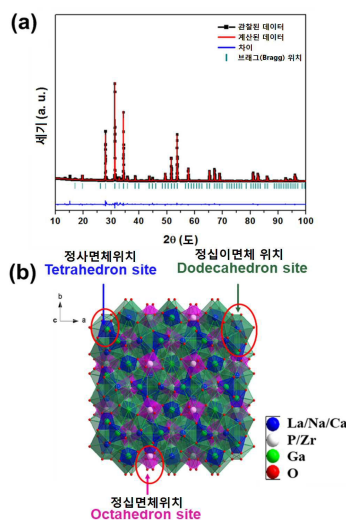 (a)
관찰된 데이터
계산된 데이터
차이
브래그(Bragg) 위치
세기 (a. u.)
10 20 30 40 50 60 70 80 90 100
2θ (도)
정사면체위치
Tetrahedron site
정십이면체 위치
Dodecahedron site
(b)
b
c
a
La/Na/Ca
P/Zr
Ga
O
정십면체위치
Octahedron site